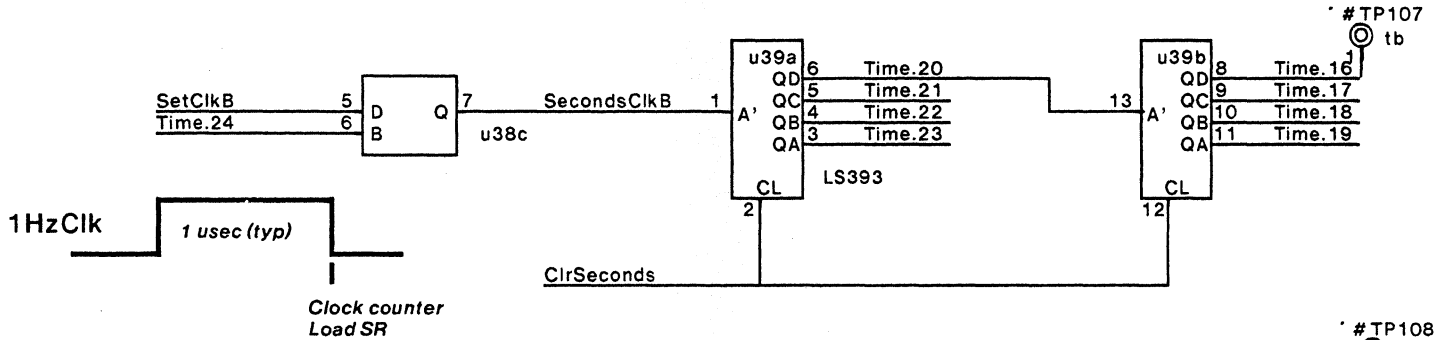 # TP107
tb
1
SetClkB 5 D Q 7 SecondsClkB 1 A'
Time.24 6 B
u38c
u39a
QD 6 Time.20
QC 5 Time.21
QB 4 Time.22
QA 3 Time.23
CL
2
LS393
13 A'
u39b
QD 8 Time.16
QC 9 Time.17
QB 10 Time.18
QA 11 Time.19
CL
12
1HzClk
1 usec (typ)
ClrSeconds
Clock counter
Load SR
# TP108